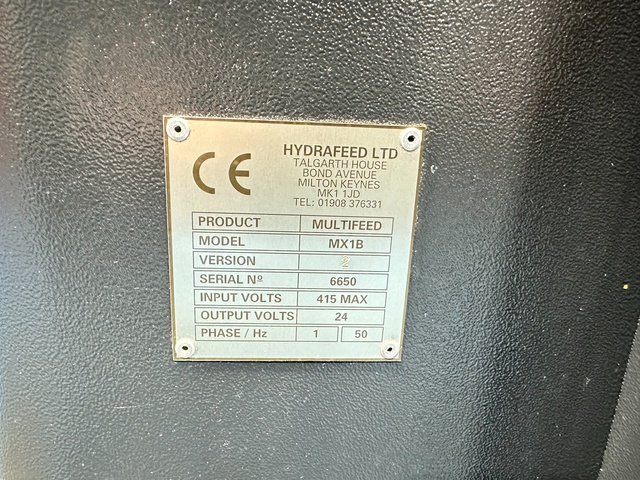 CE
HYDRAFEED LTD
TALGARTH HOUSE
BOND AVENUE
MILTON KEYNES
MK1 1JD
TEL: 01908 376331
PRODUCT MULTIFEED
MODEL MX1B
VERSION 2
SERIAL Nº 6650
INPUT VOLTS 415 MAX
OUTPUT VOLTS 24
PHASE / Hz 1 50